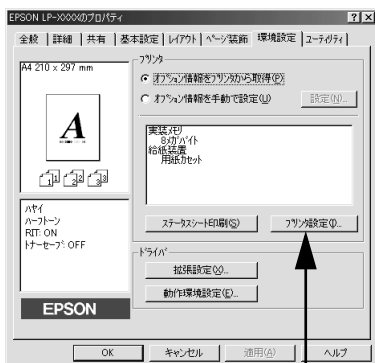 EPSON LP-XXXXのプロパティ
全般 詳細 共有 基本設定 レイアウト ページ装飾 環境設定 ユーティリティ
A4 210 x 297 mm
A
1 1 2 2 3 3
ハヤイ
ハーフトーン
RIT: ON
トナーセーブ: OFF
EPSON
プリンタ
オプション情報をプリンタから取得(P)
オプション情報を手動で設定(U)
設定(N)...
実装メモリ
8メガバイト
給紙装置
用紙カセット
ステータスシート印刷(S)
プリンタ設定(I)...
ドライバ
拡張設定(X)...
動作環境設定(E)...
OK キャンセル 適用(A) ヘルプ